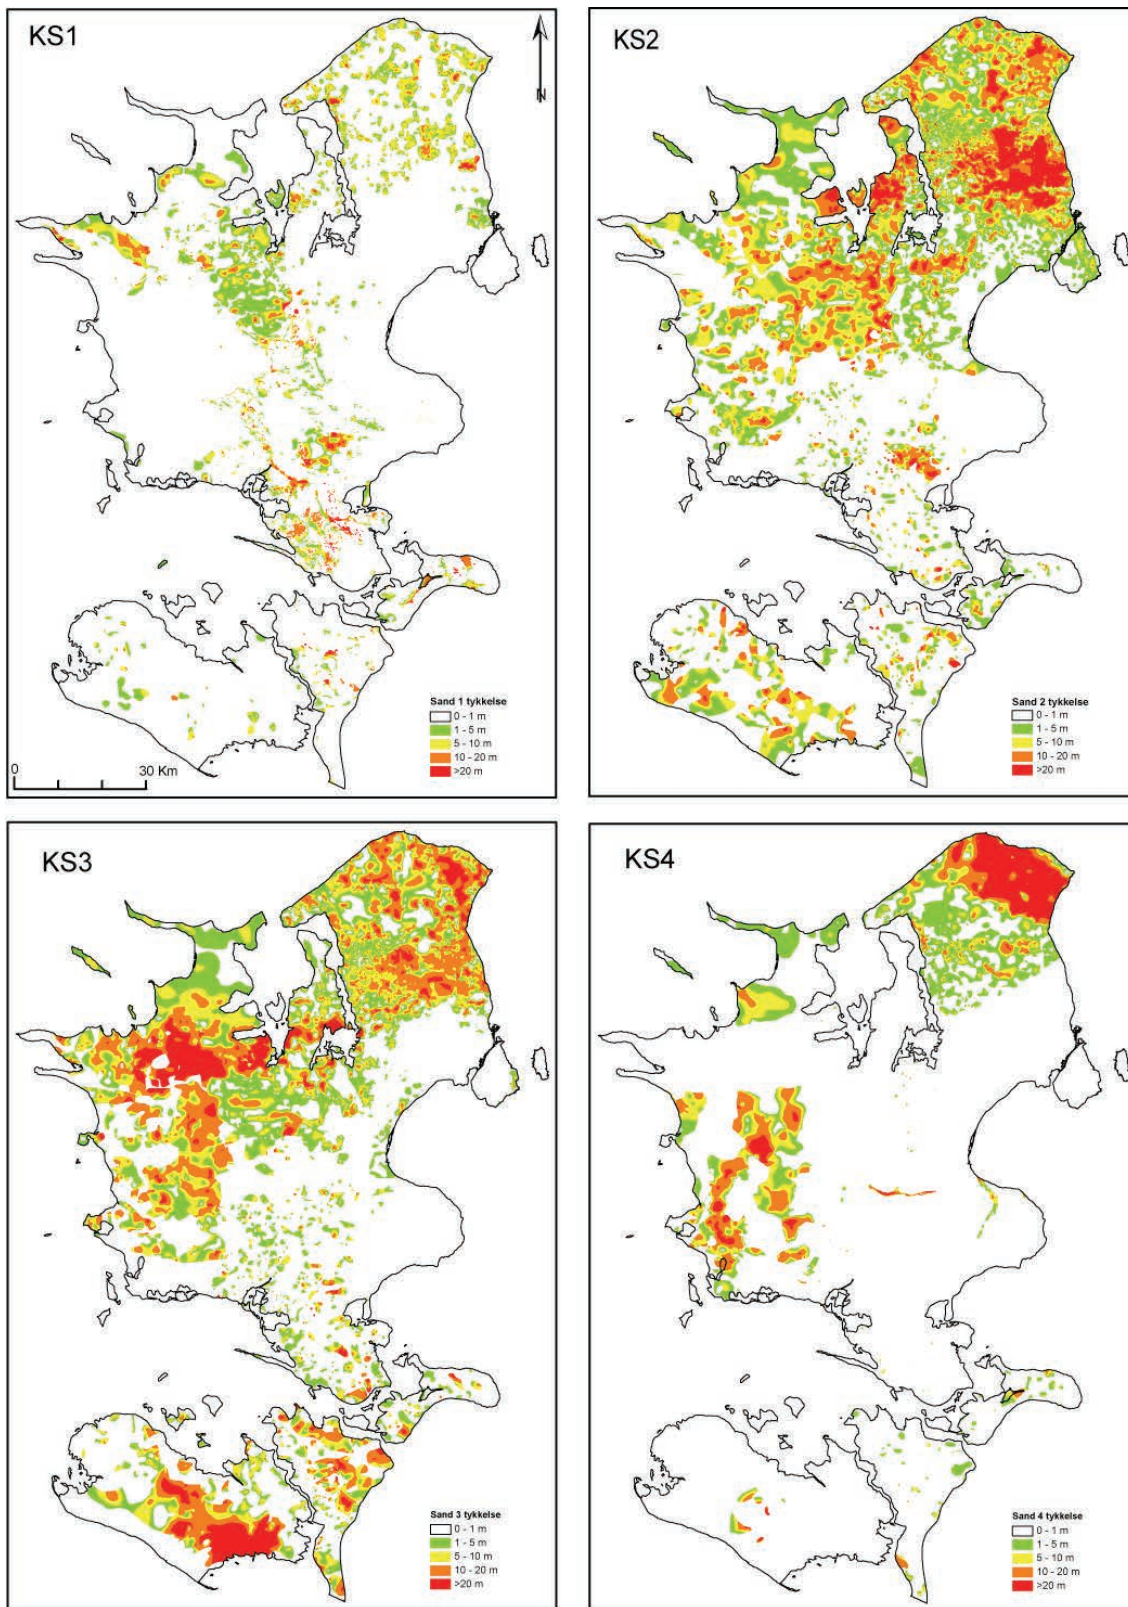 KS1
N
Sand 1 tykkelse
0 - 1 m
1 - 5 m
5 - 10 m
10 - 20 m
>20 m
0 30 Km
KS2
Sand 2 tykkelse
0 - 1 m
1 - 5 m
5 - 10 m
10 - 20 m
>20 m
KS3
Sand 3 tykkelse
0 - 1 m
1 - 5 m
5 - 10 m
10 - 20 m
>20 m
KS4
Sand 4 tykkelse
0 - 1 m
1 - 5 m
5 - 10 m
10 - 20 m
>20 m